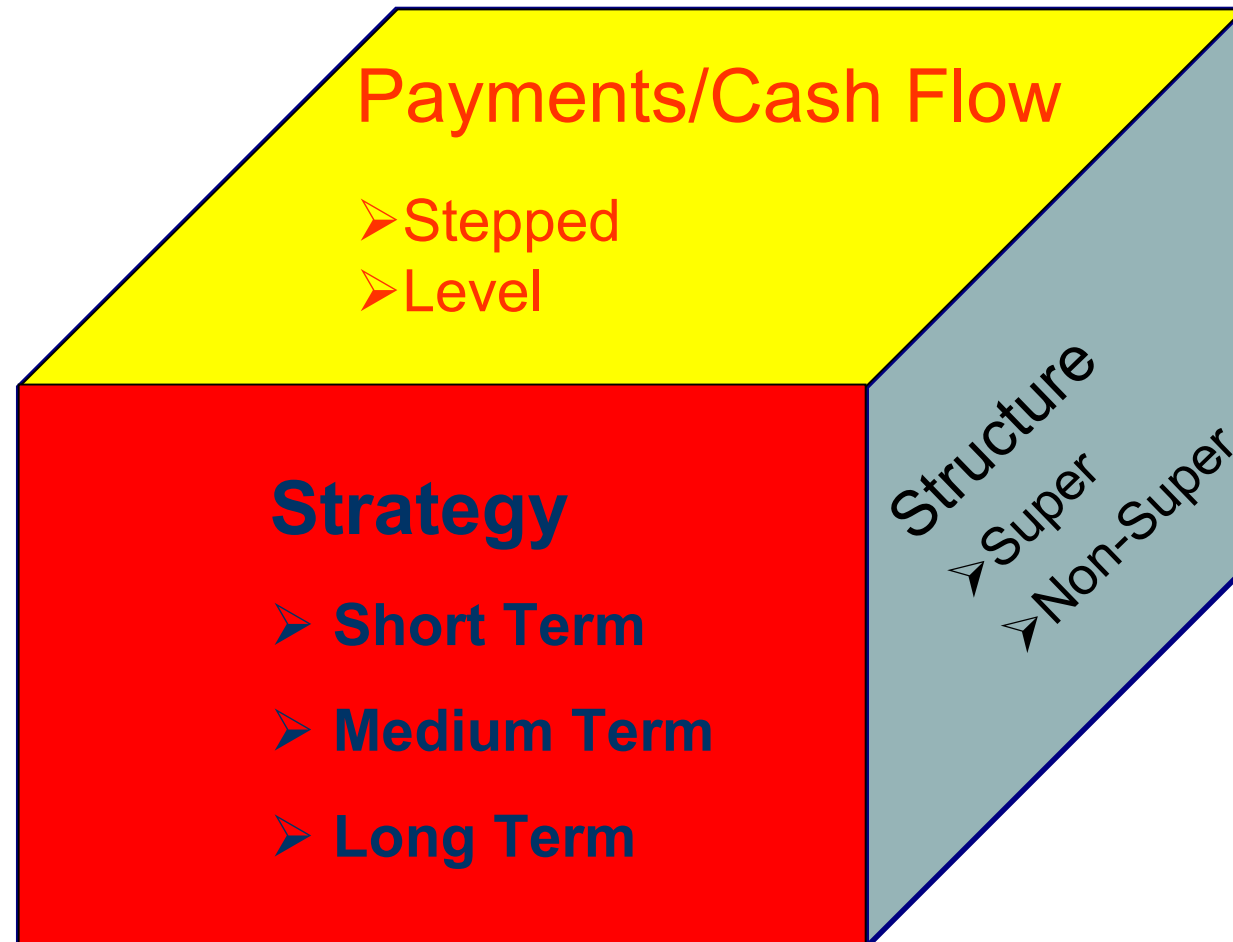 Payments/Cash Flow
➢Stepped
➢Level
Strategy
➢ Short Term
➢ Medium Term
➢ Long Term
Structure
➢Super
➢Non-Super